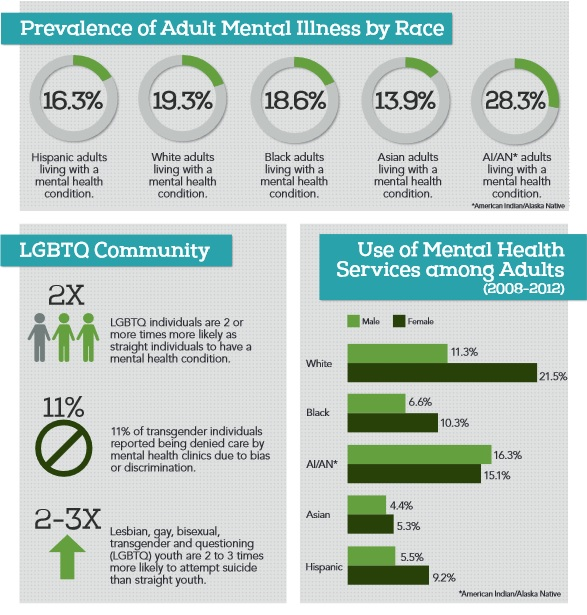 Prevalence of Adult Mental Illness by Race
16.3%
Hispanic adults
living with a
mental health
condition.
19.3%
White adults
living with a
mental health
condition.
18.6%
Black adults
living with a
mental health
condition.
13.9%
Asian adults
living with a
mental health
condition.
28.3%
AI/AN* adults
living with a
mental health
condition.
*American Indian/Alaska Native
LGBTQ Community
2X
LGBTQ individuals are 2 or
more times more likely as
straight individuals to have a
mental health condition.
11%
11% of transgender individuals
reported being denied care by
mental health clinics due to bias
or discrimination.
2-3X
Lesbian, gay, bisexual,
transgender and questioning
(LGBTQ) youth are 2 to 3 times
more likely to attempt suicide
than straight youth.
Use of Mental Health
Services among Adults
(2008-2012)
Male Female
White
11.3%
21.5%
Black
6.6%
10.3%
AI/AN*
16.3%
15.1%
Asian
4.4%
5.3%
Hispanic
5.5%
9.2%
*American Indian/Alaska Native